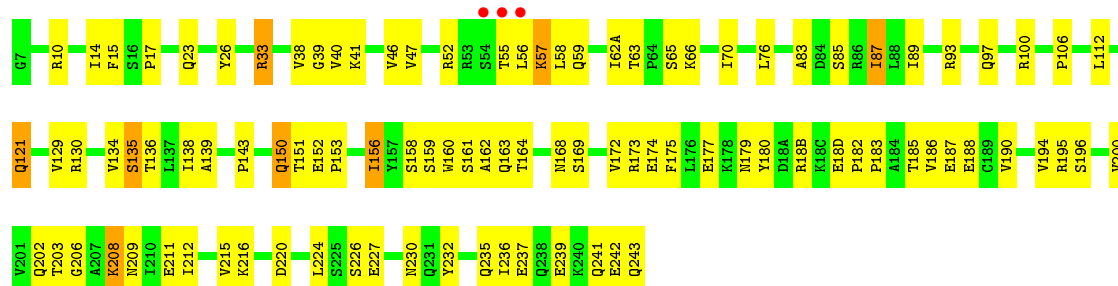 G7 R10 I14 F15 S16 P17 Q23 Y26 R33 V38 G39 V40 K41 V46 V47 R52 R53 S54 T55 L56 K57 L58 Q59 I62A T63 P64 S65 K66 I70 L76 A83 D84 S85 R86 I87 L88 I89 R93 Q97 R100 P106 L112
Q121 V129 R130 V134 S135 T136 L137 I138 A139 P143 Q150 T151 E152 P153 I156 Y157 S158 S159 W160 S161 A162 Q163 T164 N168 S169 V172 R173 E174 F175 L176 E177 K178 N179 Y180 D18A R18B K18C E18D P182 P183 A184 T185 V186 E187 E188 C189 V190 V194 R195 S196 V200
V201 Q202 T203 G206 A207 K208 N209 I210 E211 I212 V215 K216 D220 L224 S225 S226 E227 N230 Q231 Y232 Q235 I236 E237 Q238 E239 K240 Q241 E242 Q243